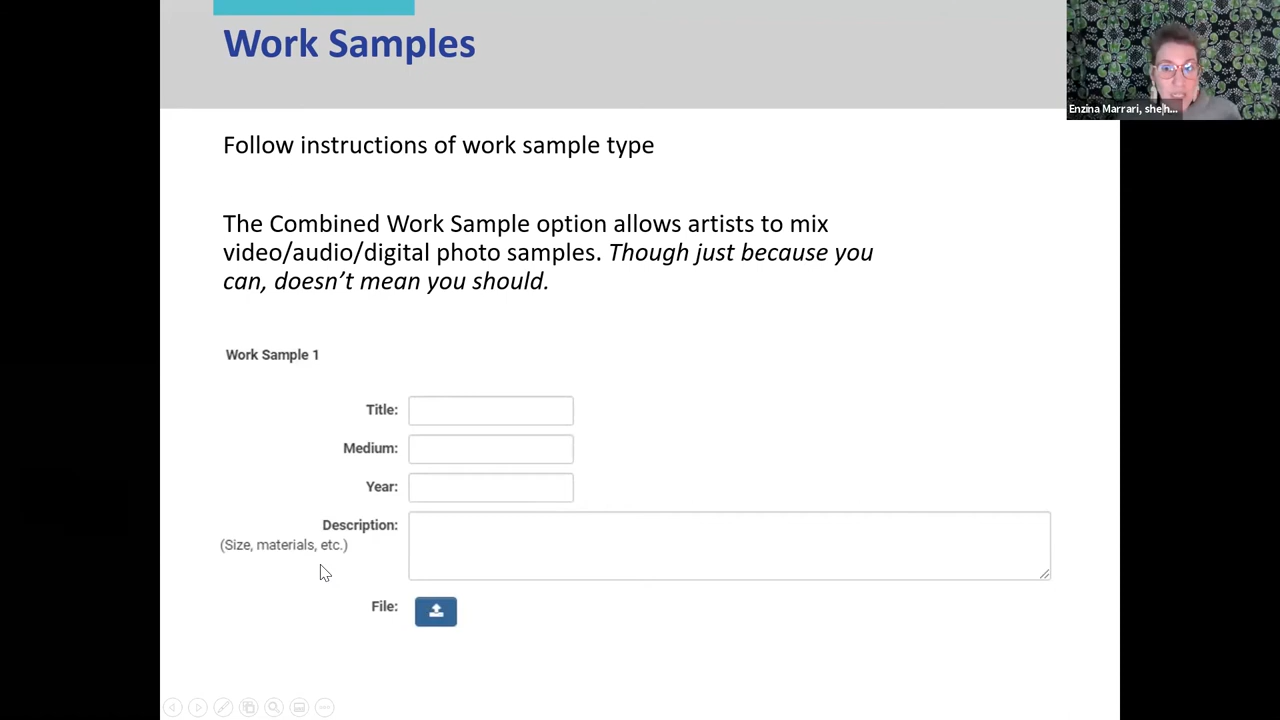 Work Samples
Enzina Marrari, she/h...
Follow instructions of work sample type
The Combined Work Sample option allows artists to mix
video/audio/digital photo samples. Though just because you
can, doesn’t mean you should.
Work Sample 1
Title:
Medium:
Year:
Description:
(Size, materials, etc.)
File: